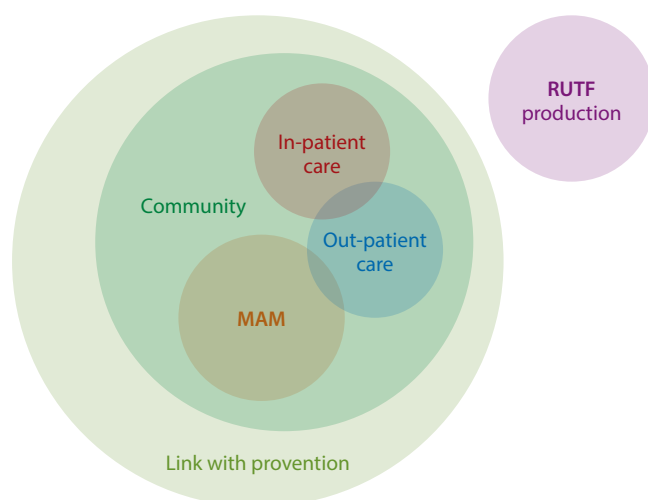 RUTF
production
In-patient
care
Community
Out-patient
care
MAM
Link with provention